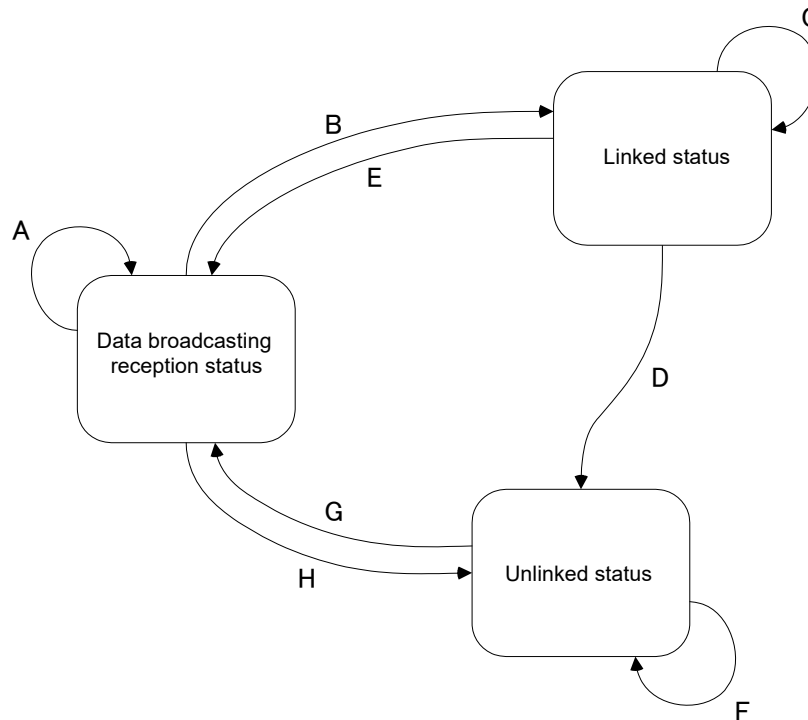 B
Linked status
E
A
Data broadcasting
reception status
D
G
Unlinked status
H
F